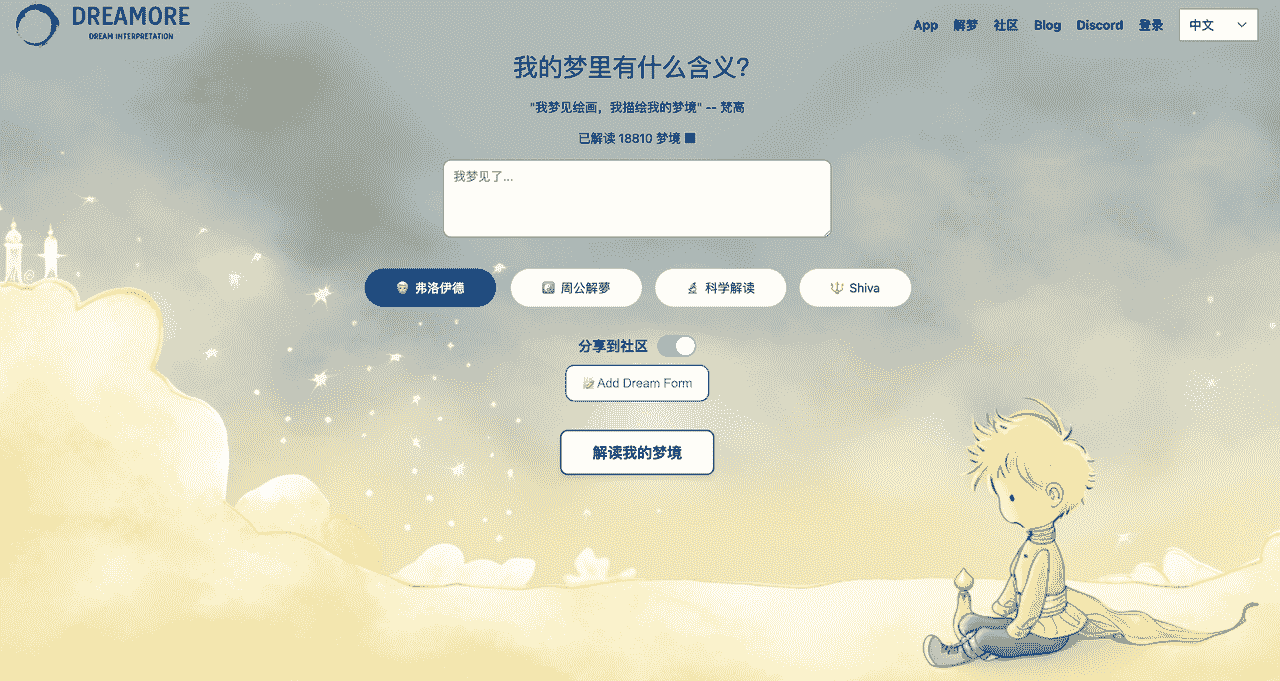 DREAMORE
DREAM INTERPRETATION
App 解梦 社区 Blog Discord 登录 中文
我的梦里有什么含义?
"我梦见绘画，我描绘我的梦境" -- 梵高
已解读 18810 梦境
我梦见了...
弗洛伊德 周公解夢 科学解读 Shiva
分享到社区
Add Dream Form
解读我的梦境